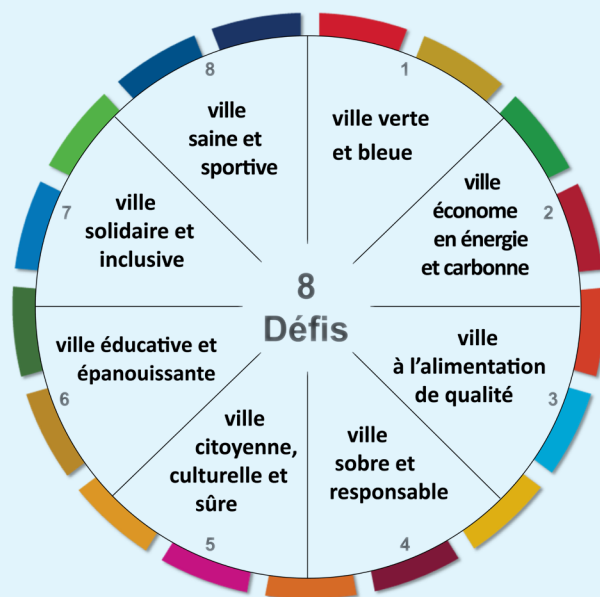 8
Défis
1
ville verte
et bleue
2
ville
économe
en énergie
et carbonne
3
ville
à l’alimentation
de qualité
4
ville
sobre et
responsable
5
ville
citoyenne,
culturelle et
sûre
6
ville éducative et
épanouissante
7
ville
solidaire et
inclusive
8
ville
saine et
sportive